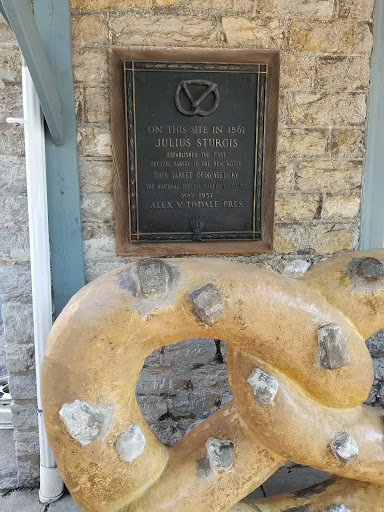 ON THIS SITE IN 1861
JULIUS STURGIS
ESTABLISHED THE FIRST
PRETZEL BAKERY IN THE NEW WORLD
THIS TABLET DEDICATED BY
THE NATIONAL PRETZEL BAKERS INSTITUTE
MAY 1951
ALEX. V. TISDALE PRES.